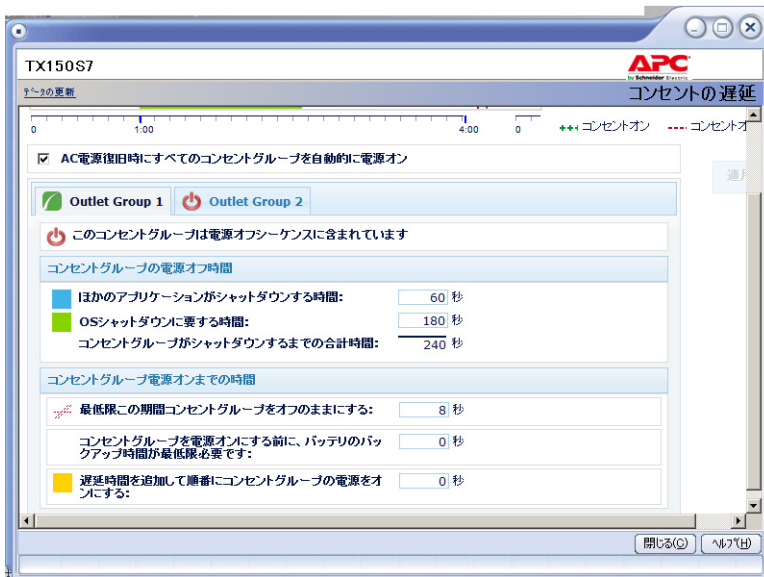 TX150S7
APC
by Schneider Electric
データの更新
コンセントの遅延
0 1:00 4:00 0
コンセントオン コンセントオ
AC電源復旧時にすべてのコンセントグループを自動的に電源オン
適用
Outlet Group 1 Outlet Group 2
このコンセントグループは電源オフシーケンスに含まれています
コンセントグループの電源オフ時間
ほかのアプリケーションがシャットダウンする時間: 60 秒
OSシャットダウンに要する時間: 180 秒
コンセントグループがシャットダウンするまでの合計時間: 240 秒
コンセントグループ電源オンまでの時間
最低限この期間コンセントグループをオフのままにする: 8 秒
コンセントグループを電源オンにする前に、バッテリのバッ
クアップ時間が最低限必要です: 0 秒
遅延時間を追加して順番にコンセントグループの電源をオ
ンにする: 0 秒
閉じる(C) ヘルプ(H)